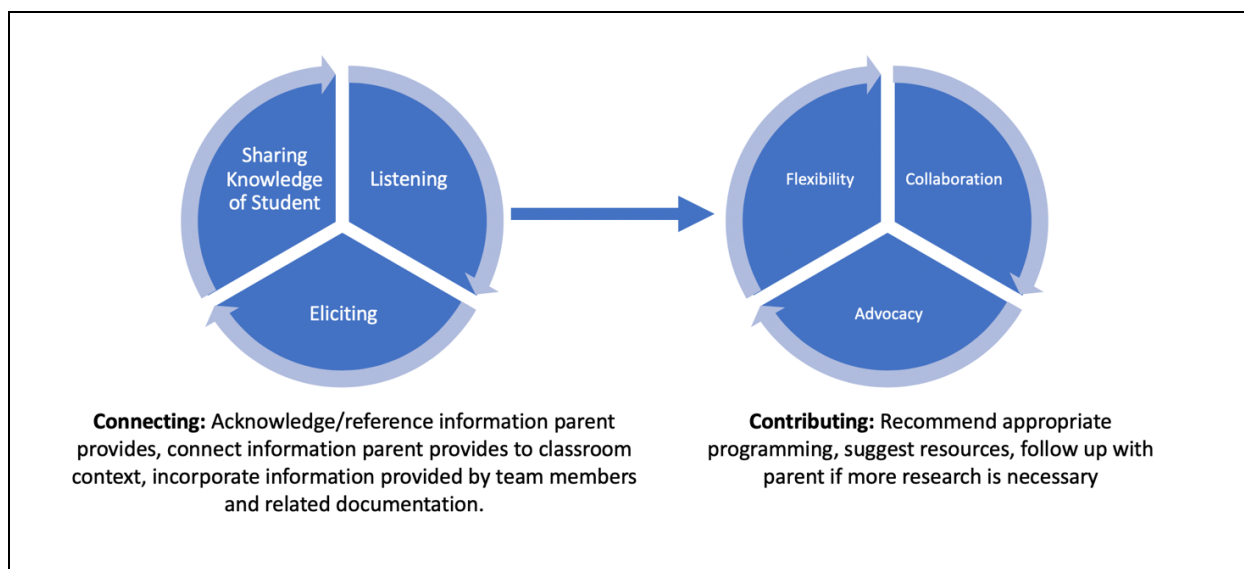 Sharing
Knowledge
of Student
Listening
Eliciting
Flexibility
Collaboration
Advocacy
Connecting: Acknowledge/reference information parent
provides, connect information parent provides to classroom
context, incorporate information provided by team members
and related documentation.
Contributing: Recommend appropriate
programming, suggest resources, follow up with
parent if more research is necessary